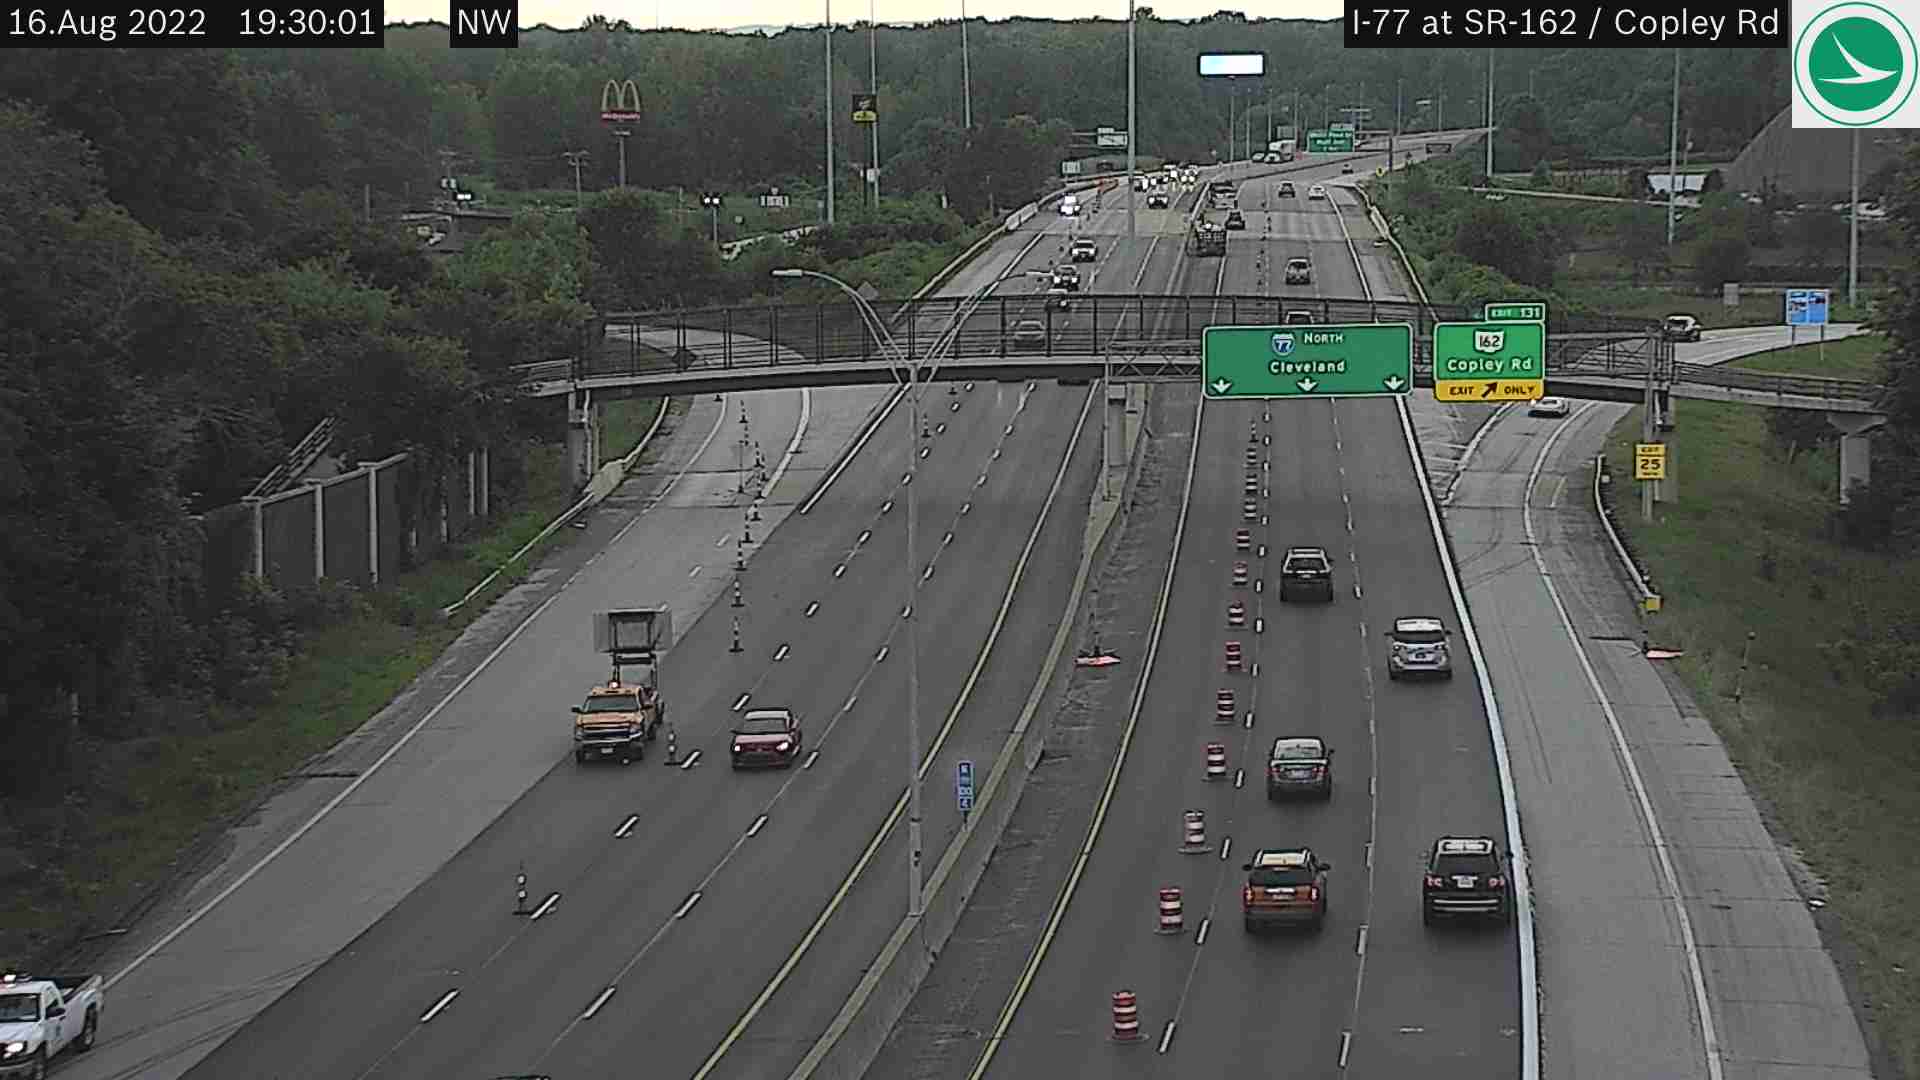 16.Aug 2022 19:30:01
NW
I-77 at SR-162 / Copley Rd
McDonald's
EXIT 131
77 NORTH
Cleveland
162
Copley Rd
EXIT ONLY
EXIT
25